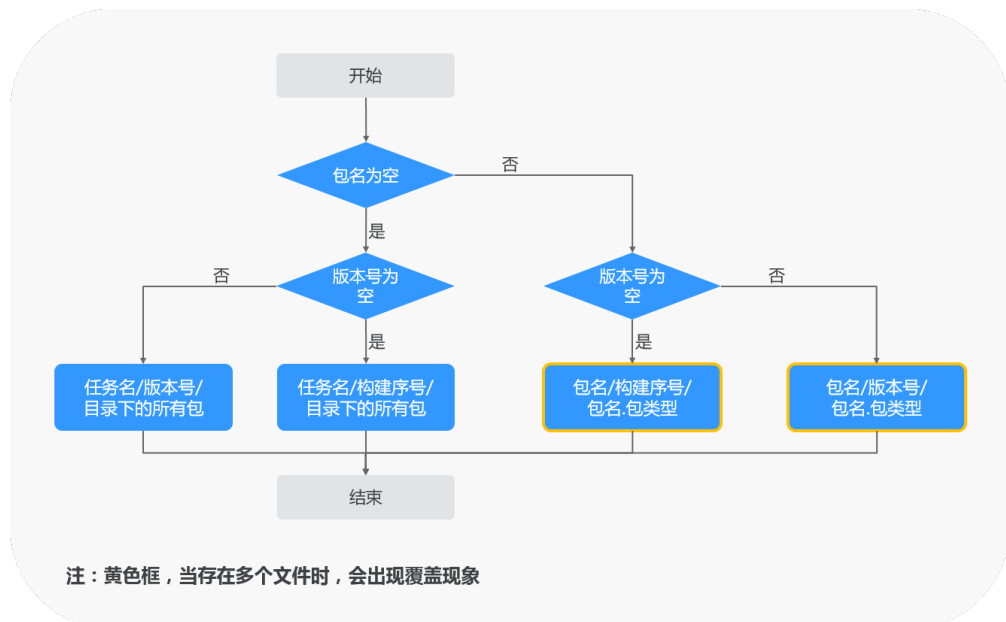 开始
包名为空
否
是
版本号为
空
否
是
版本号为
空
否
是
任务名/版本号/
目录下的所有包
任务名/构建序号/
目录下的所有包
包名/构建序号/
包名.包类型
包名/版本号/
包名.包类型
结束
注：黄色框，当存在多个文件时，会出现覆盖现象